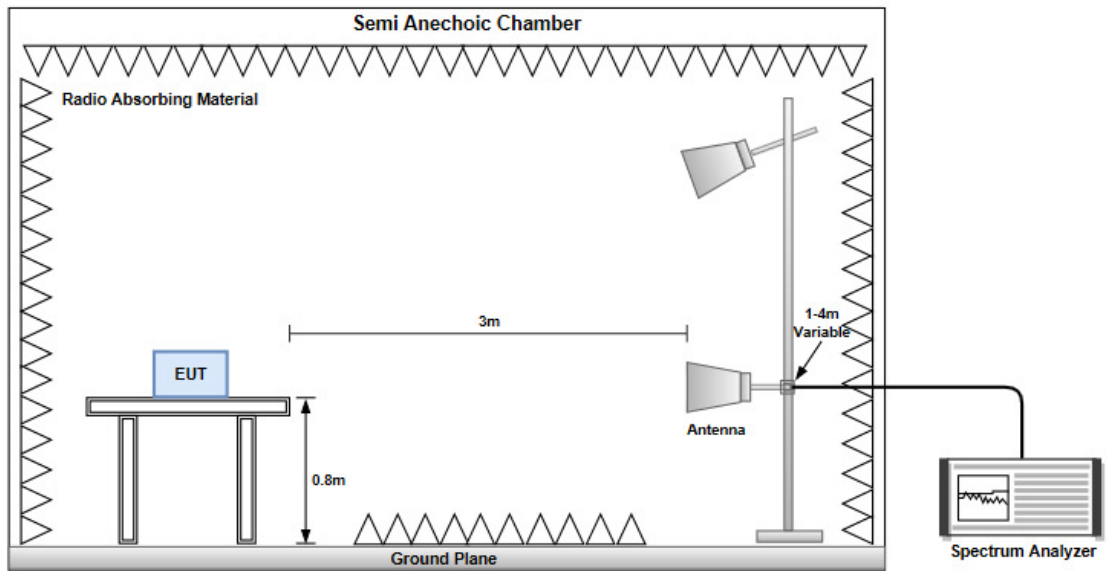 Semi Anechoic Chamber
Radio Absorbing Material
3m
1-4m
Variable
EUT
Antenna
0.8m
Ground Plane
Spectrum Analyzer